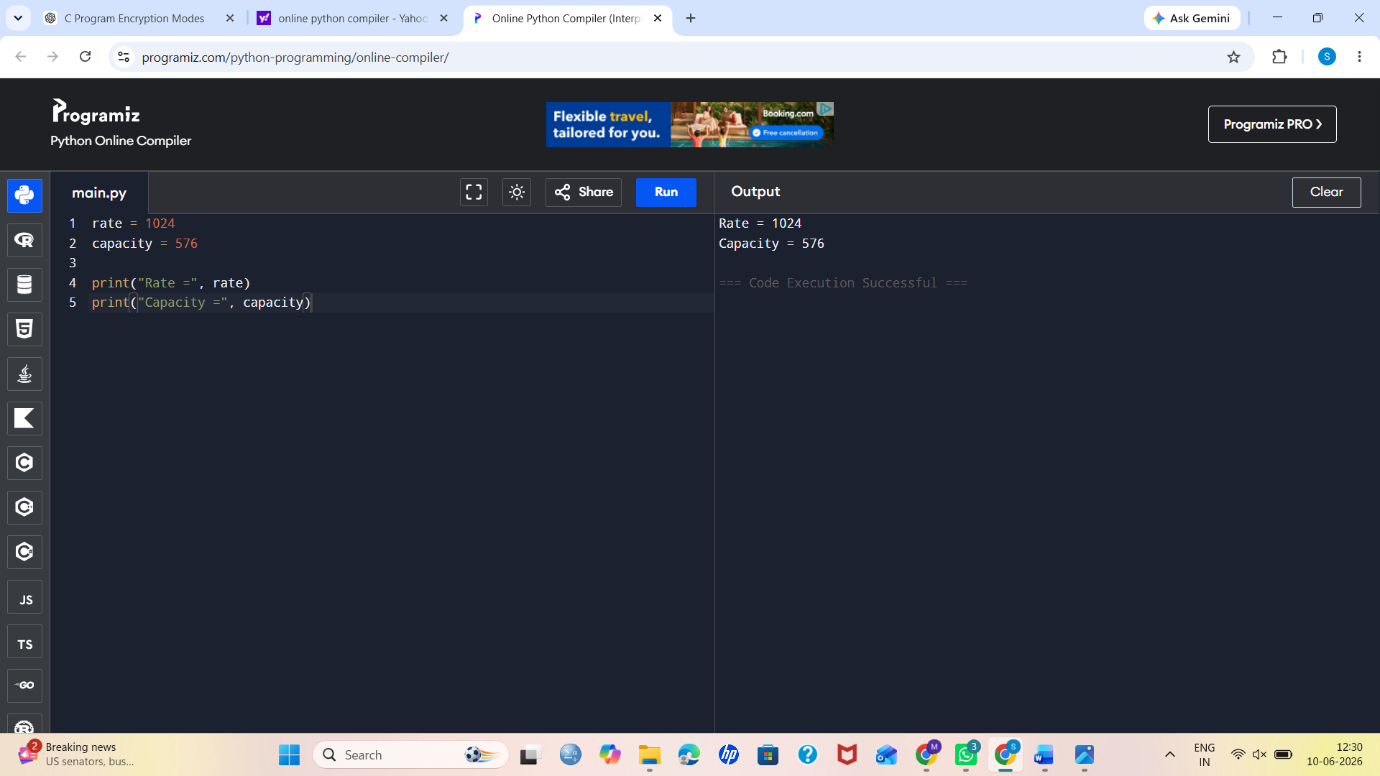 C Program Encryption Modes
online python compiler - Yahoo
Online Python Compiler (Interp
Ask Gemini
programiz.com/python-programming/online-compiler/
S
Programiz
Python Online Compiler
Flexible travel,
tailored for you.
Booking.com
Free cancellation
Programiz PRO
main.py
Share
Run
Output
Clear
1 rate = 1024
2 capacity = 576
3
4 print("Rate =", rate)
5 print("Capacity =", capacity)
Rate = 1024
Capacity = 576
=== Code Execution Successful ===
JS
TS
GO
2
Breaking news
US senators, bus...
Search
hp
M
3
S
W
ENG
IN
12:30
10-06-2026